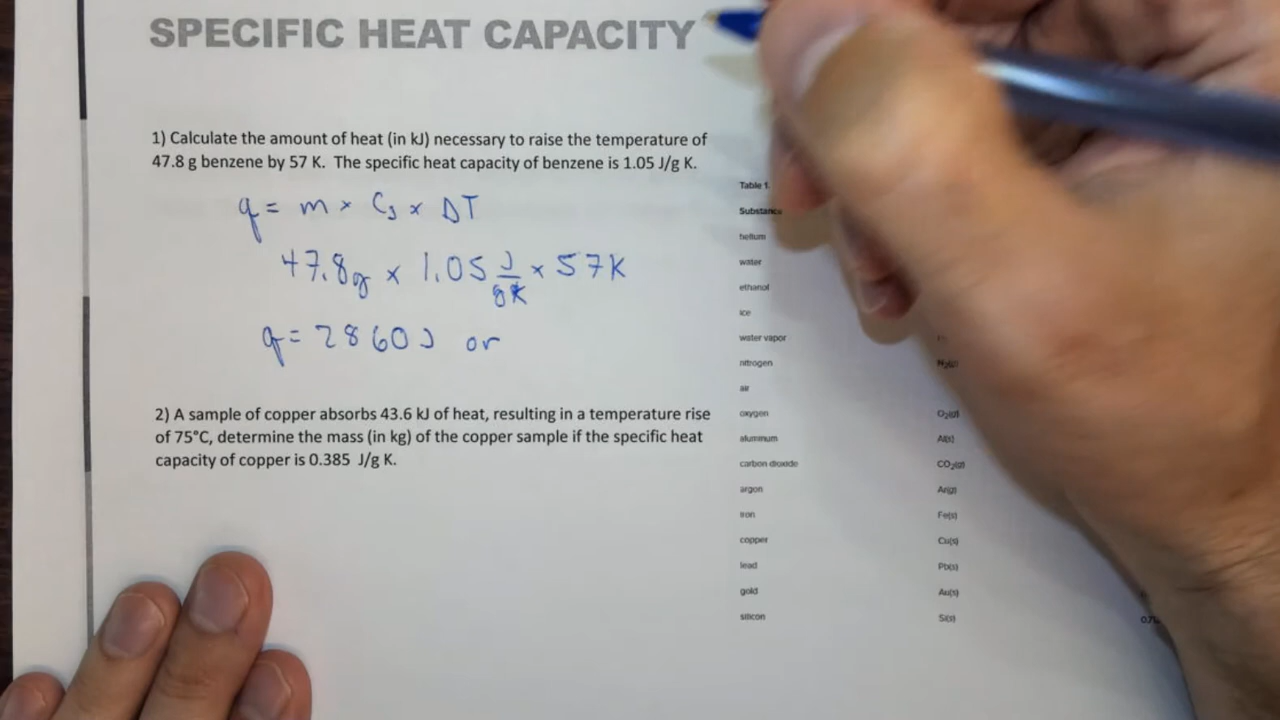 SPECIFIC HEAT CAPACITY
1) Calculate the amount of heat (in kJ) necessary to raise the temperature of
47.8 g benzene by 57 K. The specific heat capacity of benzene is 1.05 J/g K.
q = m × Cs × ΔT
47.8g × 1.05 J/gK × 57K
q = 2860 J or
2) A sample of copper absorbs 43.6 kJ of heat, resulting in a temperature rise
of 75°C, determine the mass (in kg) of the copper sample if the specific heat
capacity of copper is 0.385 J/g K.
Table 1.
Substance
helium
water
ethanol
ice
water vapor
nitrogen N₂(g)
air
oxygen O₂(g)
aluminum Al(s)
carbon dioxide CO₂(g)
argon Ar(g)
iron Fe(s)
copper Cu(s)
lead Pb(s)
gold Au(s)
silicon Si(s)